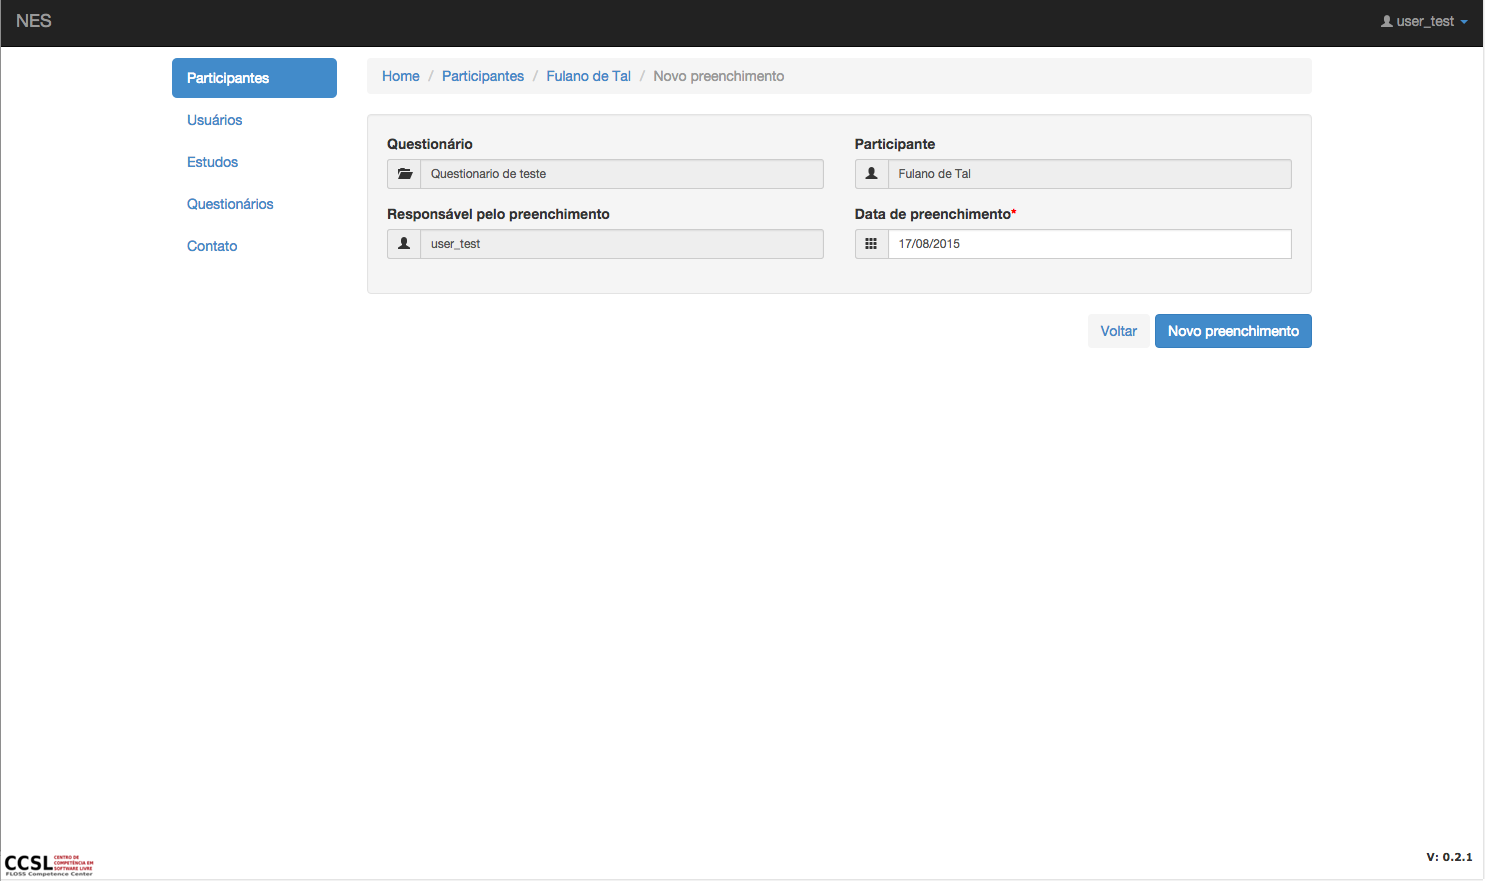 NES
user_test
Participantes
Usuários
Estudos
Questionários
Contato
Home / Participantes / Fulano de Tal / Novo preenchimento
Questionário
Questionario de teste
Participante
Fulano de Tal
Responsável pelo preenchimento
user_test
Data de preenchimento*
17/08/2015
Voltar
Novo preenchimento
CCSL
CENTRO DE
COMPETÊNCIA EM
SOFTWARE LIVRE
FLOSS Competence Center
V: 0.2.1